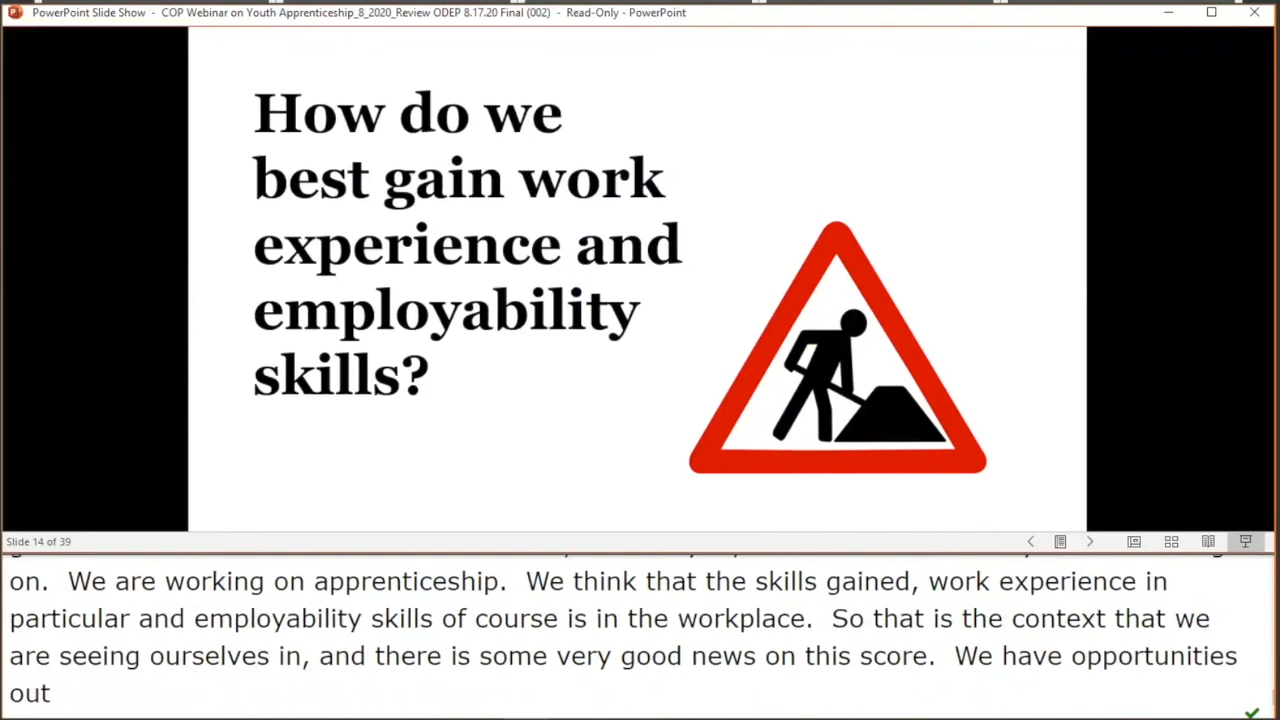 PowerPoint Slide Show - COP Webinar on Youth Apprenticeship_8_2020_Review ODEP 8.17.20 Final (002) - Read-Only - PowerPoint
How do we
best gain work
experience and
employability
skills?
Slide 14 of 39
on. We are working on apprenticeship. We think that the skills gained, work experience in
particular and employability skills of course is in the workplace. So that is the context that we
are seeing ourselves in, and there is some very good news on this score. We have opportunities
out